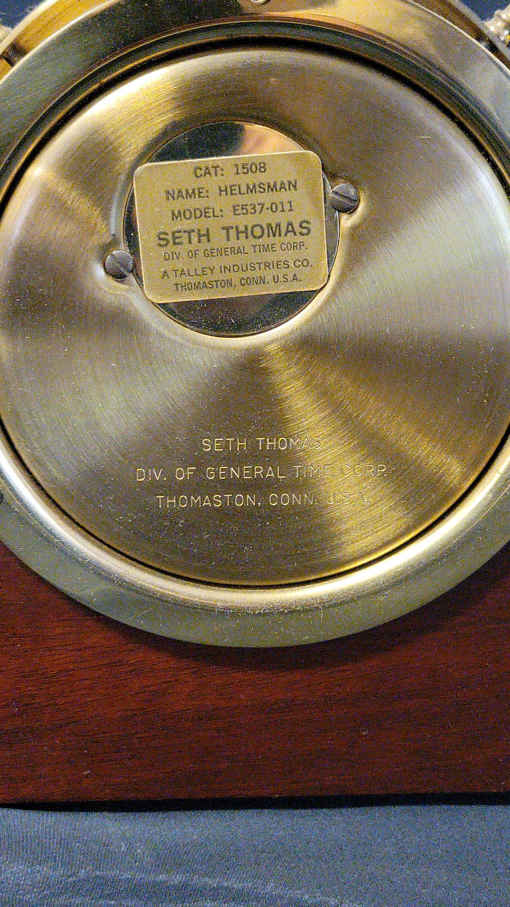 CAT: 1508
NAME: HELMSMAN
MODEL: E537-011
SETH THOMAS
DIV. OF GENERAL TIME CORP.
A TALLEY INDUSTRIES CO.
THOMASTON, CONN. U.S.A.
SETH THOMAS
DIV. OF GENERAL TIME CORP.
THOMASTON, CONN. U.S.A.